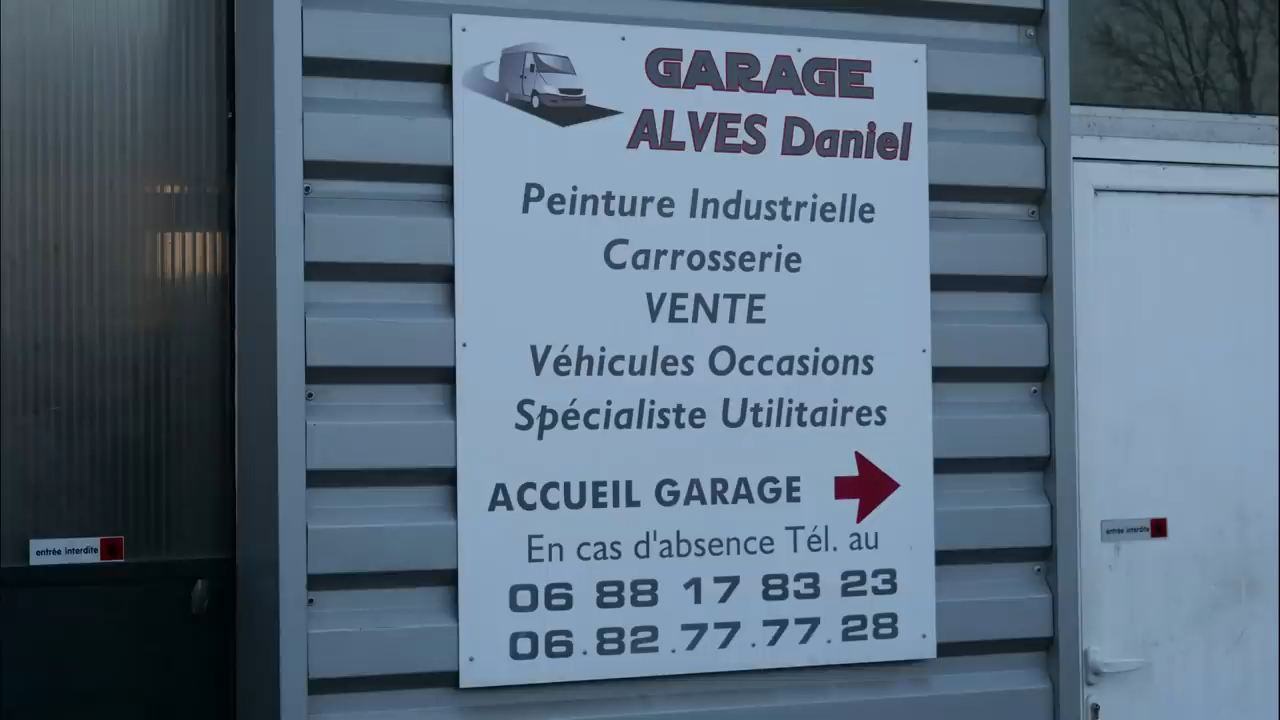 GARAGE
ALVES Daniel
Peinture Industrielle
Carrosserie
VENTE
Véhicules Occasions
Spécialiste Utilitaires
ACCUEIL GARAGE
En cas d'absence Tél. au
06 88 17 83 23
06.82.77.77.28
entrée interdite
entrée interdite